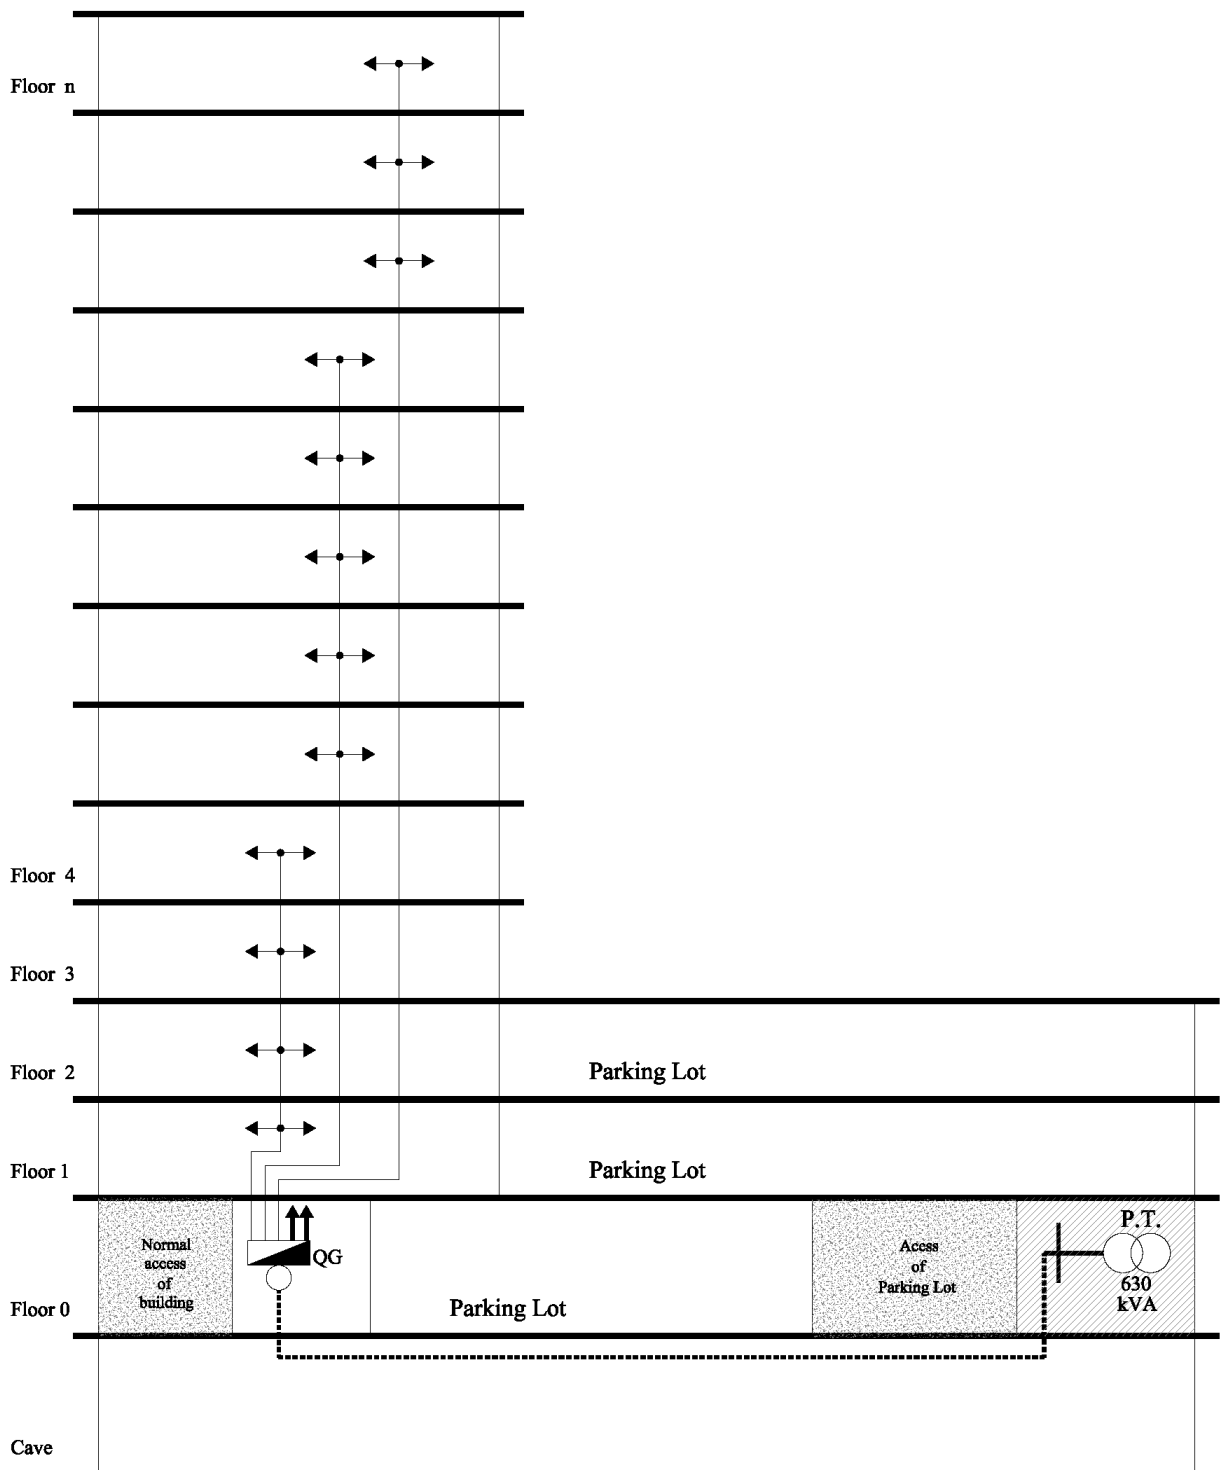 Floor n
Floor 4
Floor 3
Floor 2
Parking Lot
Floor 1
Parking Lot
Normal
access
of
building
QG
Floor 0
Parking Lot
Acess
of
Parking Lot
P.T.
630
kVA
Cave